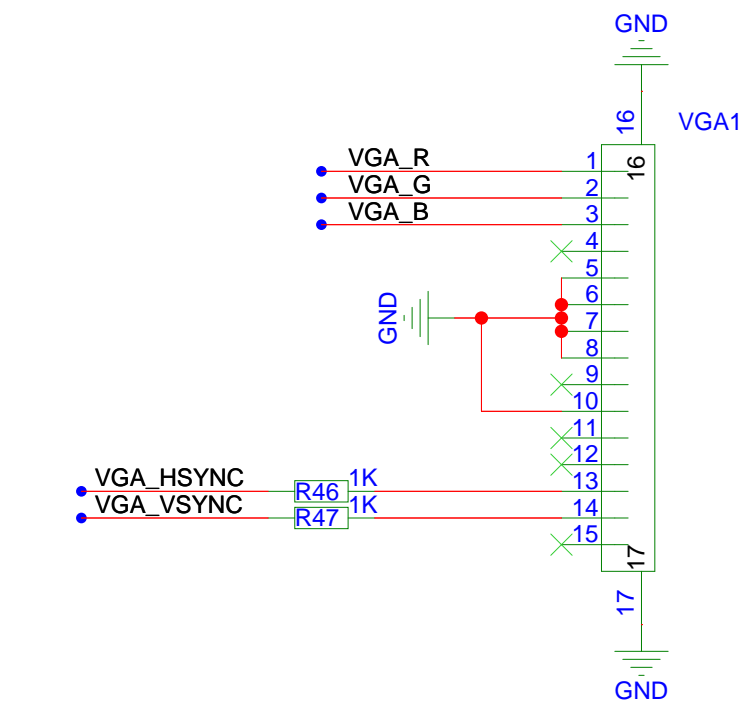 GND
16
VGA1
VGA_R
1
16
VGA_G
2
VGA_B
3
4
5
GND
6
7
8
9
10
11
12
VGA_HSYNC
R46
1K
13
VGA_VSYNC
R47
1K
14
15
17
17
GND